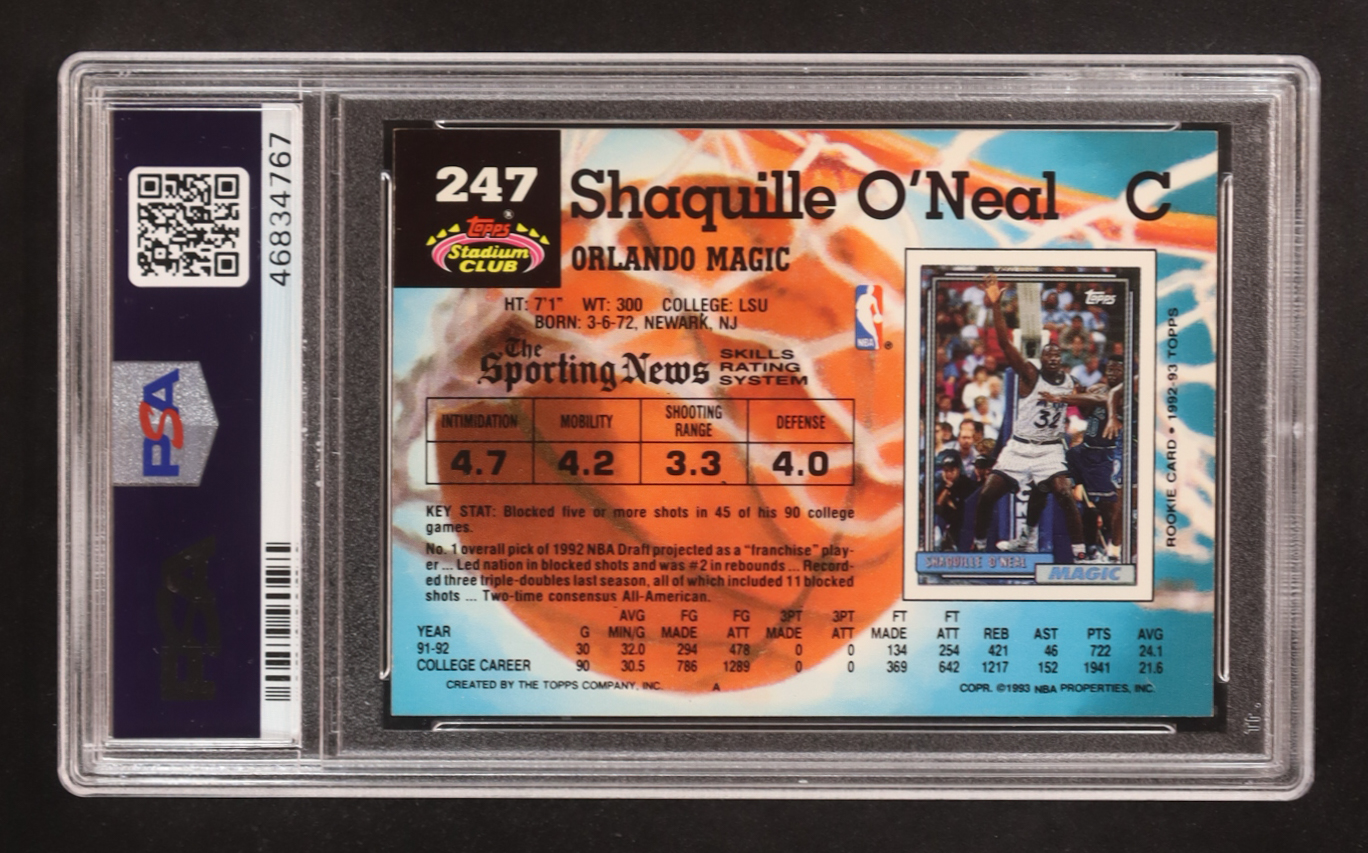 46834767
PSA
PSA
247
Topps®
Stadium
CLUB
Shaquille O'Neal C
ORLANDO MAGIC
HT: 7'1" WT: 300 COLLEGE: LSU
BORN: 3-6-72, NEWARK, NJ
NBA ®
The
Sporting News
SKILLS
RATING
SYSTEM
INTIMIDATION MOBILITY SHOOTING RANGE DEFENSE
4.7 4.2 3.3 4.0
KEY STAT: Blocked five or more shots in 45 of his 90 college
games.
No. 1 overall pick of 1992 NBA Draft projected as a "franchise" play-
er ... Led nation in blocked shots and was #2 in rebounds ... Record-
ed three triple-doubles last season, all of which included 11 blocked
shots ... Two-time consensus All-American.
Topps
32
SHAQUILLE O'NEAL
MAGIC
ROOKIE CARD • 1992-93 TOPPS
AVG FG FG 3PT 3PT FT FT
YEAR G MIN/G MADE ATT MADE ATT MADE ATT REB AST PTS AVG
91-92 30 32.0 294 478 0 0 134 254 421 46 722 24.1
COLLEGE CAREER 90 30.5 786 1289 0 0 369 642 1217 152 1941 21.6
CREATED BY THE TOPPS COMPANY, INC. A COPR. ©1993 NBA PROPERTIES, INC.